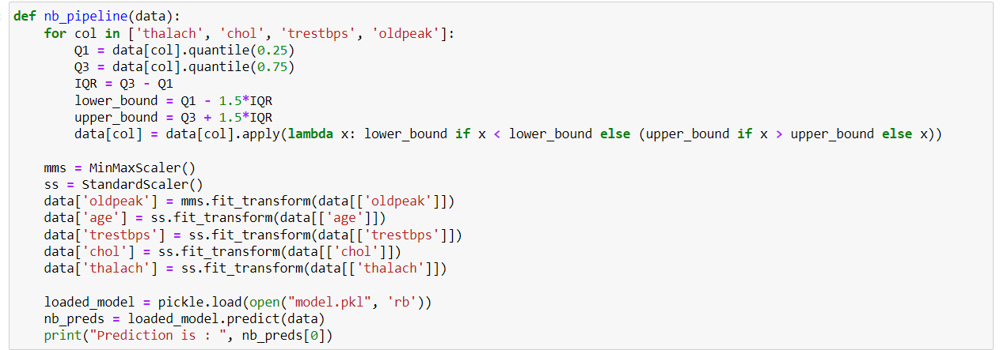 def nb_pipeline(data):
    for col in ['thalach', 'chol', 'trestbps', 'oldpeak']:
        Q1 = data[col].quantile(0.25)
        Q3 = data[col].quantile(0.75)
        IQR = Q3 - Q1
        lower_bound = Q1 - 1.5*IQR
        upper_bound = Q3 + 1.5*IQR
        data[col] = data[col].apply(lambda x: lower_bound if x < lower_bound else (upper_bound if x > upper_bound else x))

    mms = MinMaxScaler()
    ss = StandardScaler()
    data['oldpeak'] = mms.fit_transform(data[['oldpeak']])
    data['age'] = ss.fit_transform(data[['age']])
    data['trestbps'] = ss.fit_transform(data[['trestbps']])
    data['chol'] = ss.fit_transform(data[['chol']])
    data['thalach'] = ss.fit_transform(data[['thalach']])

    loaded_model = pickle.load(open("model.pkl", 'rb'))
    nb_preds = loaded_model.predict(data)
    print("Prediction is : ", nb_preds[0])